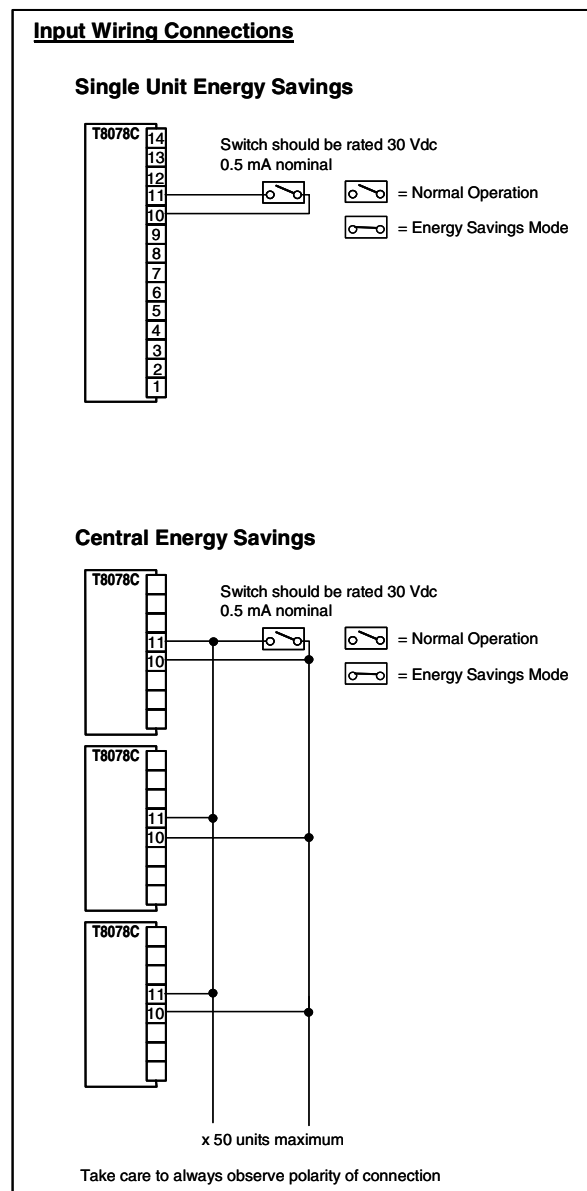 Input Wiring Connections
Single Unit Energy Savings
T8078C
14
13
12
11
10
9
8
7
6
5
4
3
2
1
Switch should be rated 30 Vdc
0.5 mA nominal
= Normal Operation
= Energy Savings Mode
Central Energy Savings
T8078C
11
10
Switch should be rated 30 Vdc
0.5 mA nominal
= Normal Operation
= Energy Savings Mode
T8078C
11
10
T8078C
11
10
x 50 units maximum
Take care to always observe polarity of connection